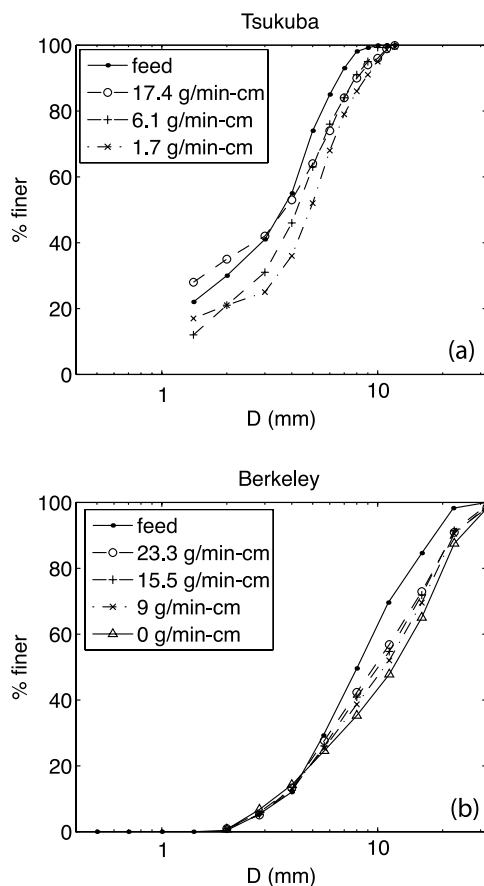 Tsukuba
100
80
60
40
20
0
% finer
feed
17.4 g/min-cm
6.1 g/min-cm
1.7 g/min-cm
(a)
1
10
D (mm)
Berkeley
100
80
60
40
20
0
% finer
feed
23.3 g/min-cm
15.5 g/min-cm
9 g/min-cm
0 g/min-cm
(b)
1
10
D (mm)